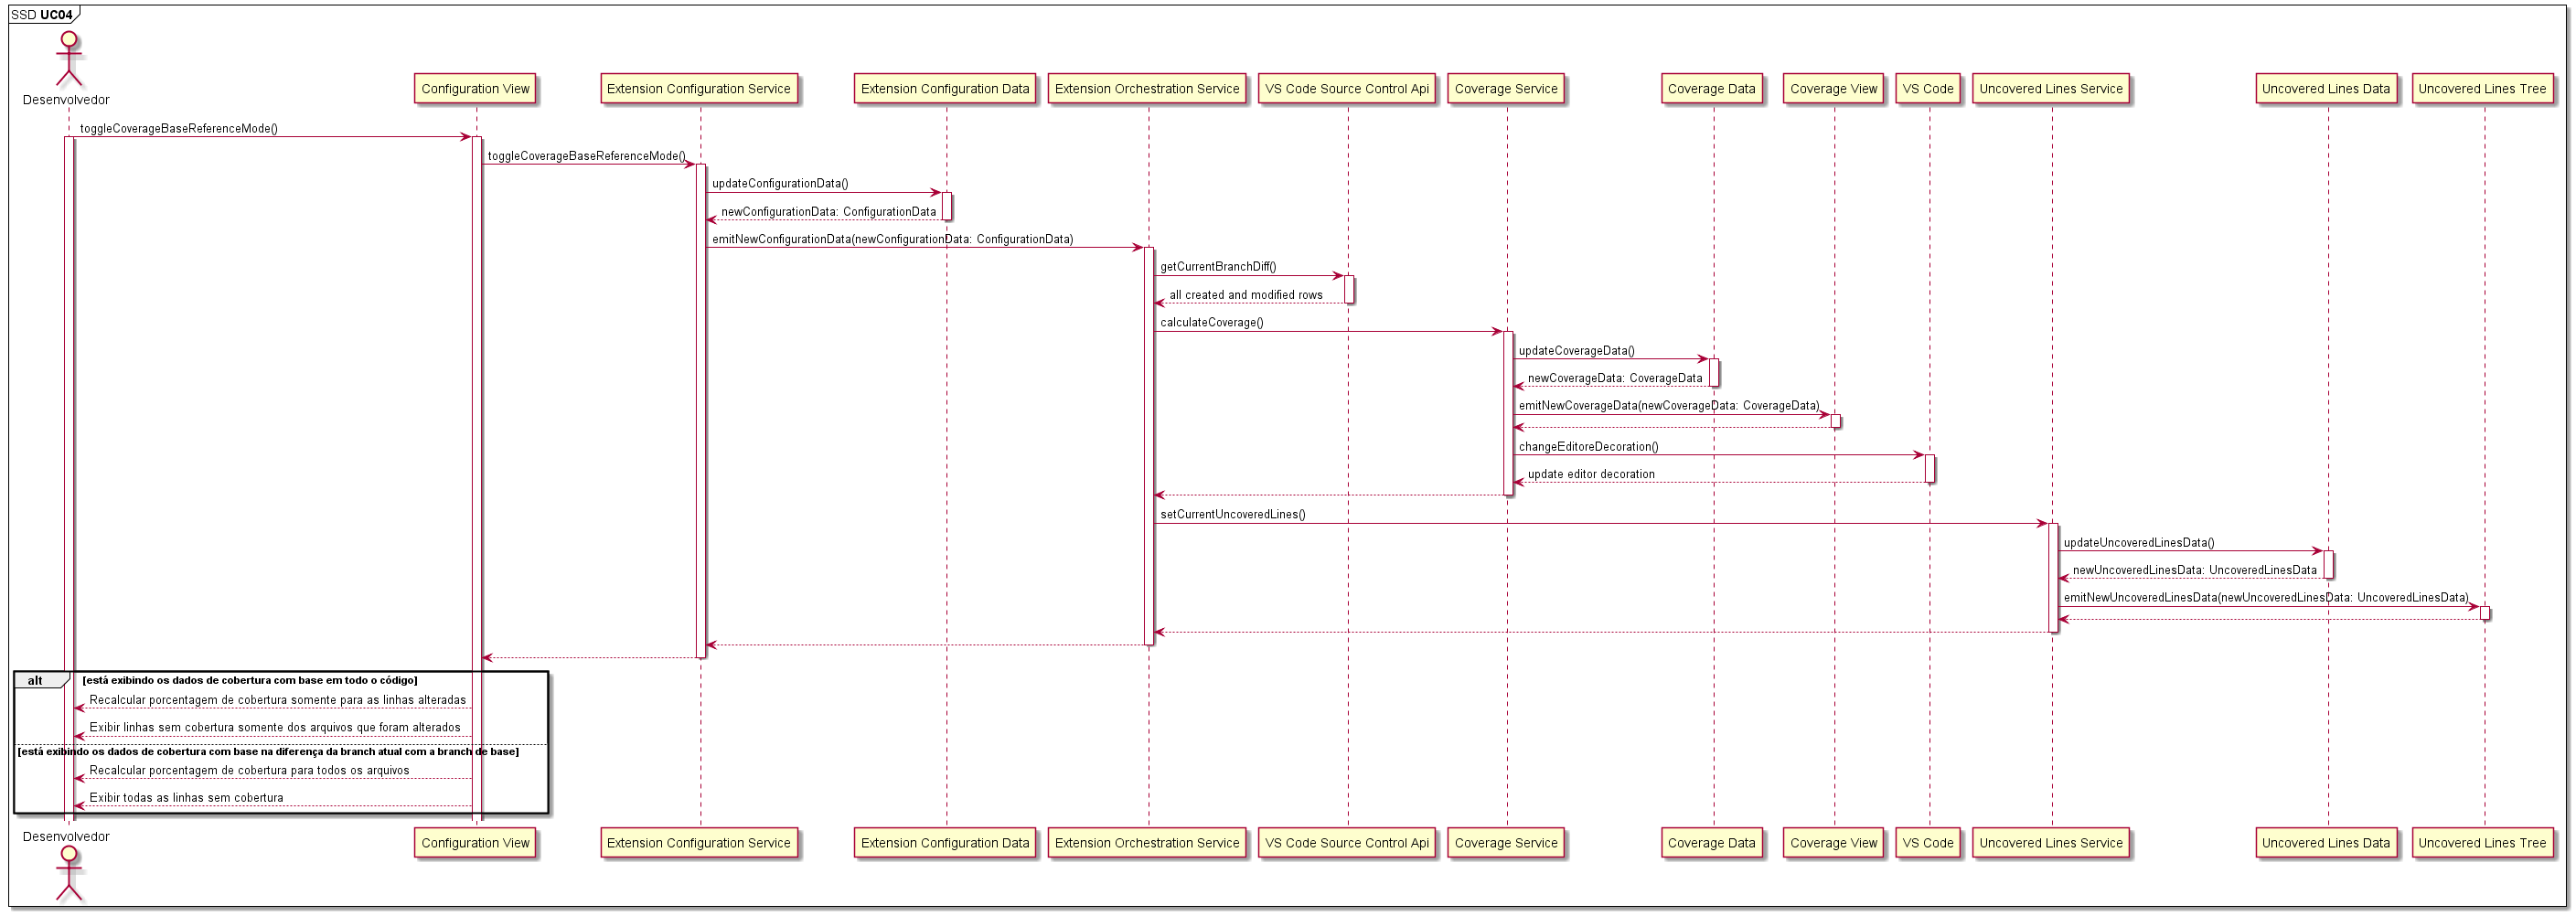 SSD UC04
Desenvolvedor
Configuration View
Extension Configuration Service
Extension Configuration Data
Extension Orchestration Service
VS Code Source Control Api
Coverage Service
Coverage Data
Coverage View
VS Code
Uncovered Lines Service
Uncovered Lines Data
Uncovered Lines Tree
toggleCoverageBaseReferenceMode()
toggleCoverageBaseReferenceMode()
updateConfigurationData()
newConfigurationData: ConfigurationData
emitNewConfigurationData(newConfigurationData: ConfigurationData)
getCurrentBranchDiff()
all created and modified rows
calculateCoverage()
updateCoverageData()
newCoverageData: CoverageData
emitNewCoverageData(newCoverageData: CoverageData)
changeEditoreDecoration()
update editor decoration
setCurrentUncoveredLines()
updateUncoveredLinesData()
newUncoveredLinesData: UncoveredLinesData
emitNewUncoveredLinesData(newUncoveredLinesData: UncoveredLinesData)
alt [está exibindo os dados de cobertura com base em todo o código]
Recalcular porcentagem de cobertura somente para as linhas alteradas
Exibir linhas sem cobertura somente dos arquivos que foram alterados
[está exibindo os dados de cobertura com base na diferença da branch atual com a branch de base]
Recalcular porcentagem de cobertura para todos os arquivos
Exibir todas as linhas sem cobertura
Desenvolvedor
Configuration View
Extension Configuration Service
Extension Configuration Data
Extension Orchestration Service
VS Code Source Control Api
Coverage Service
Coverage Data
Coverage View
VS Code
Uncovered Lines Service
Uncovered Lines Data
Uncovered Lines Tree